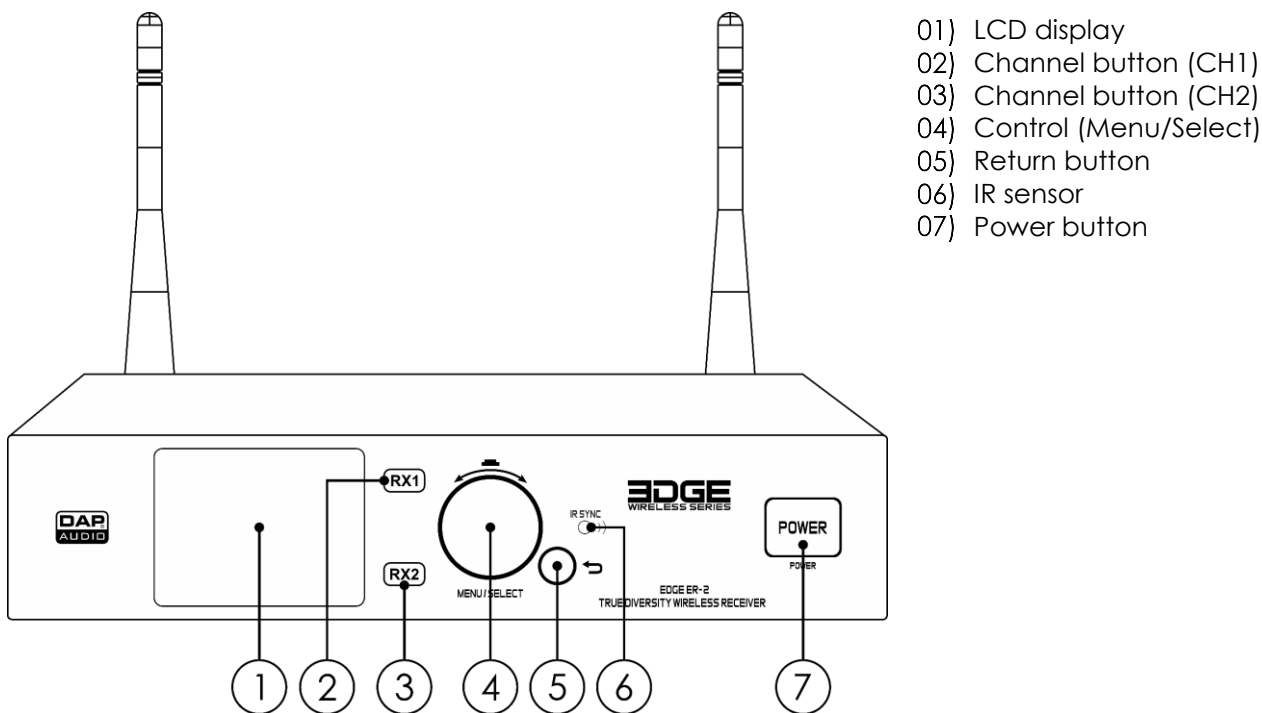 01) LCD display
02) Channel button (CH1)
03) Channel button (CH2)
04) Control (Menu/Select)
05) Return button
06) IR sensor
07) Power button
DAP
AUDIO
RX1
RX2
MENU/SELECT
IR SYNC
EDGE
WIRELESS SERIES
EDGE ER-2
TRUE DIVERSITY WIRELESS RECEIVER
POWER
POWER
1 2 3 4 5 6 7